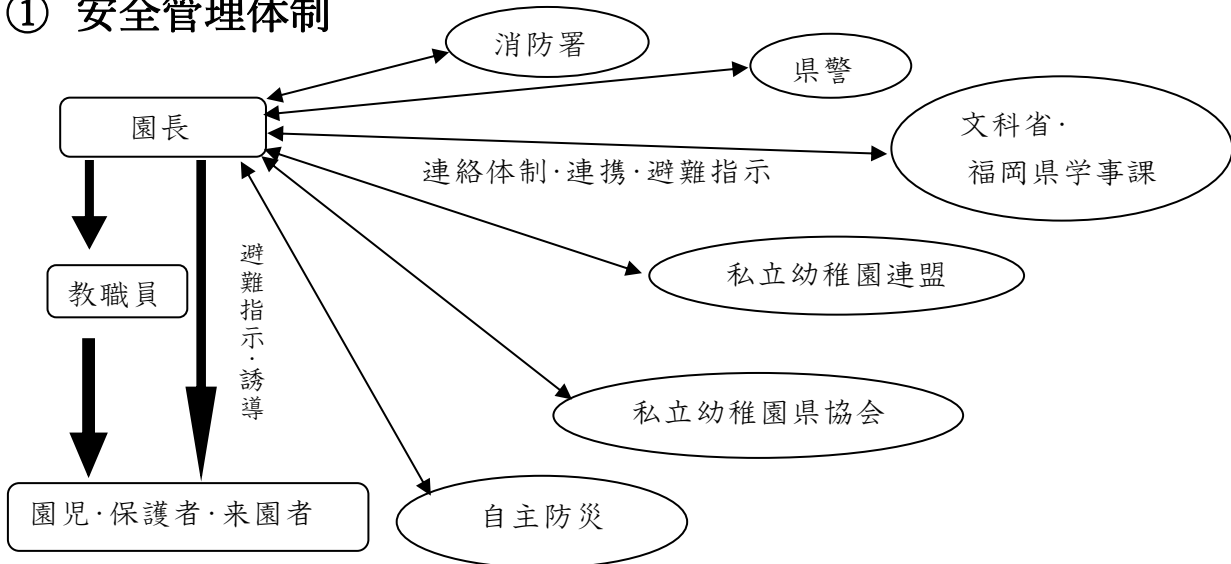 ① 安全管理体制
消防署
県警
園長
文科省·
福岡県学事課
連絡体制·連携·避難指示
避難指示·誘導
私立幼稚園連盟
教職員
私立幼稚園県協会
園児·保護者·来園者
自主防災